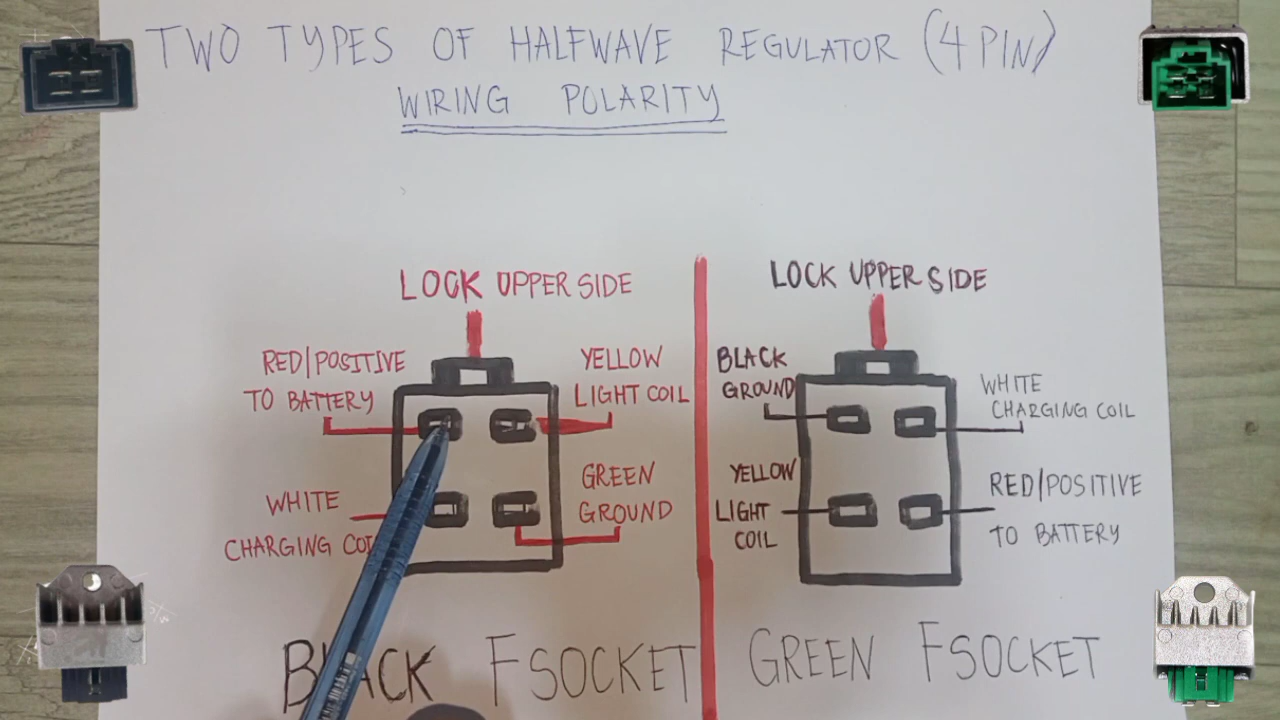 TWO TYPES OF HALFWAVE REGULATOR (4 PIN)
WIRING POLARITY
LOCK UPPER SIDE
RED/POSITIVE
TO BATTERY
YELLOW
LIGHT COIL
WHITE
CHARGING
GREEN
GROUND
BLACK FSOCKET
LOCK UPPER SIDE
BLACK
GROUND
WHITE
CHARGING COIL
YELLOW
LIGHT
COIL
RED/POSITIVE
TO BATTERY
GREEN FSOCKET